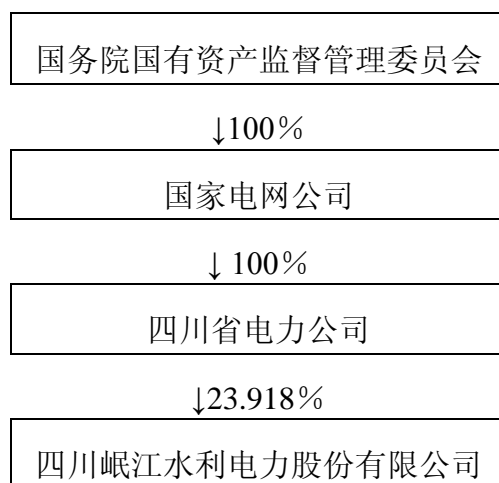 国务院国有资产监督管理委员会
↓100％
国家电网公司
↓ 100％
四川省电力公司
↓23.918％
四川岷江水利电力股份有限公司